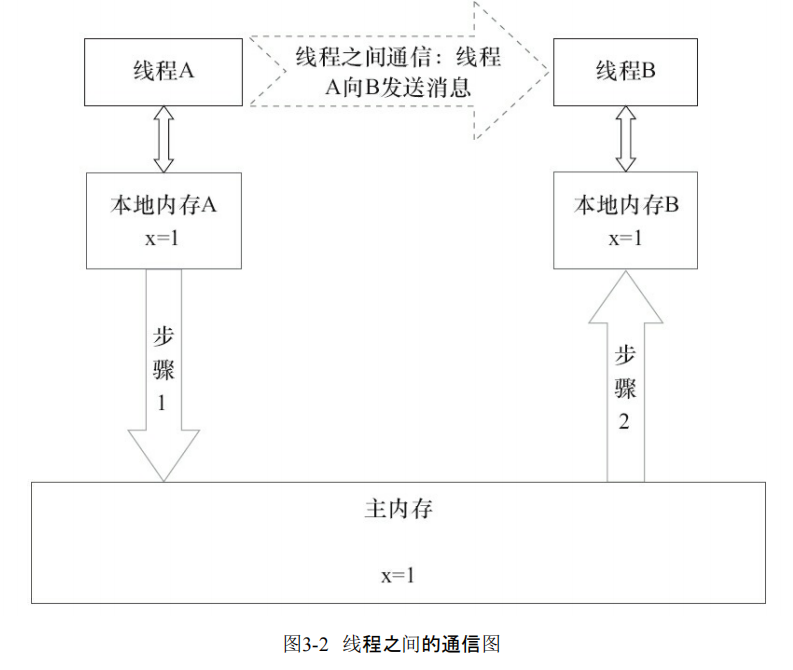 线程A
线程之间通信：线程
A向B发送消息
线程B
本地内存A
x=1
本地内存B
x=1
步
骤
1
步
骤
2
主内存
x=1
图3-2 线程之间的通信图